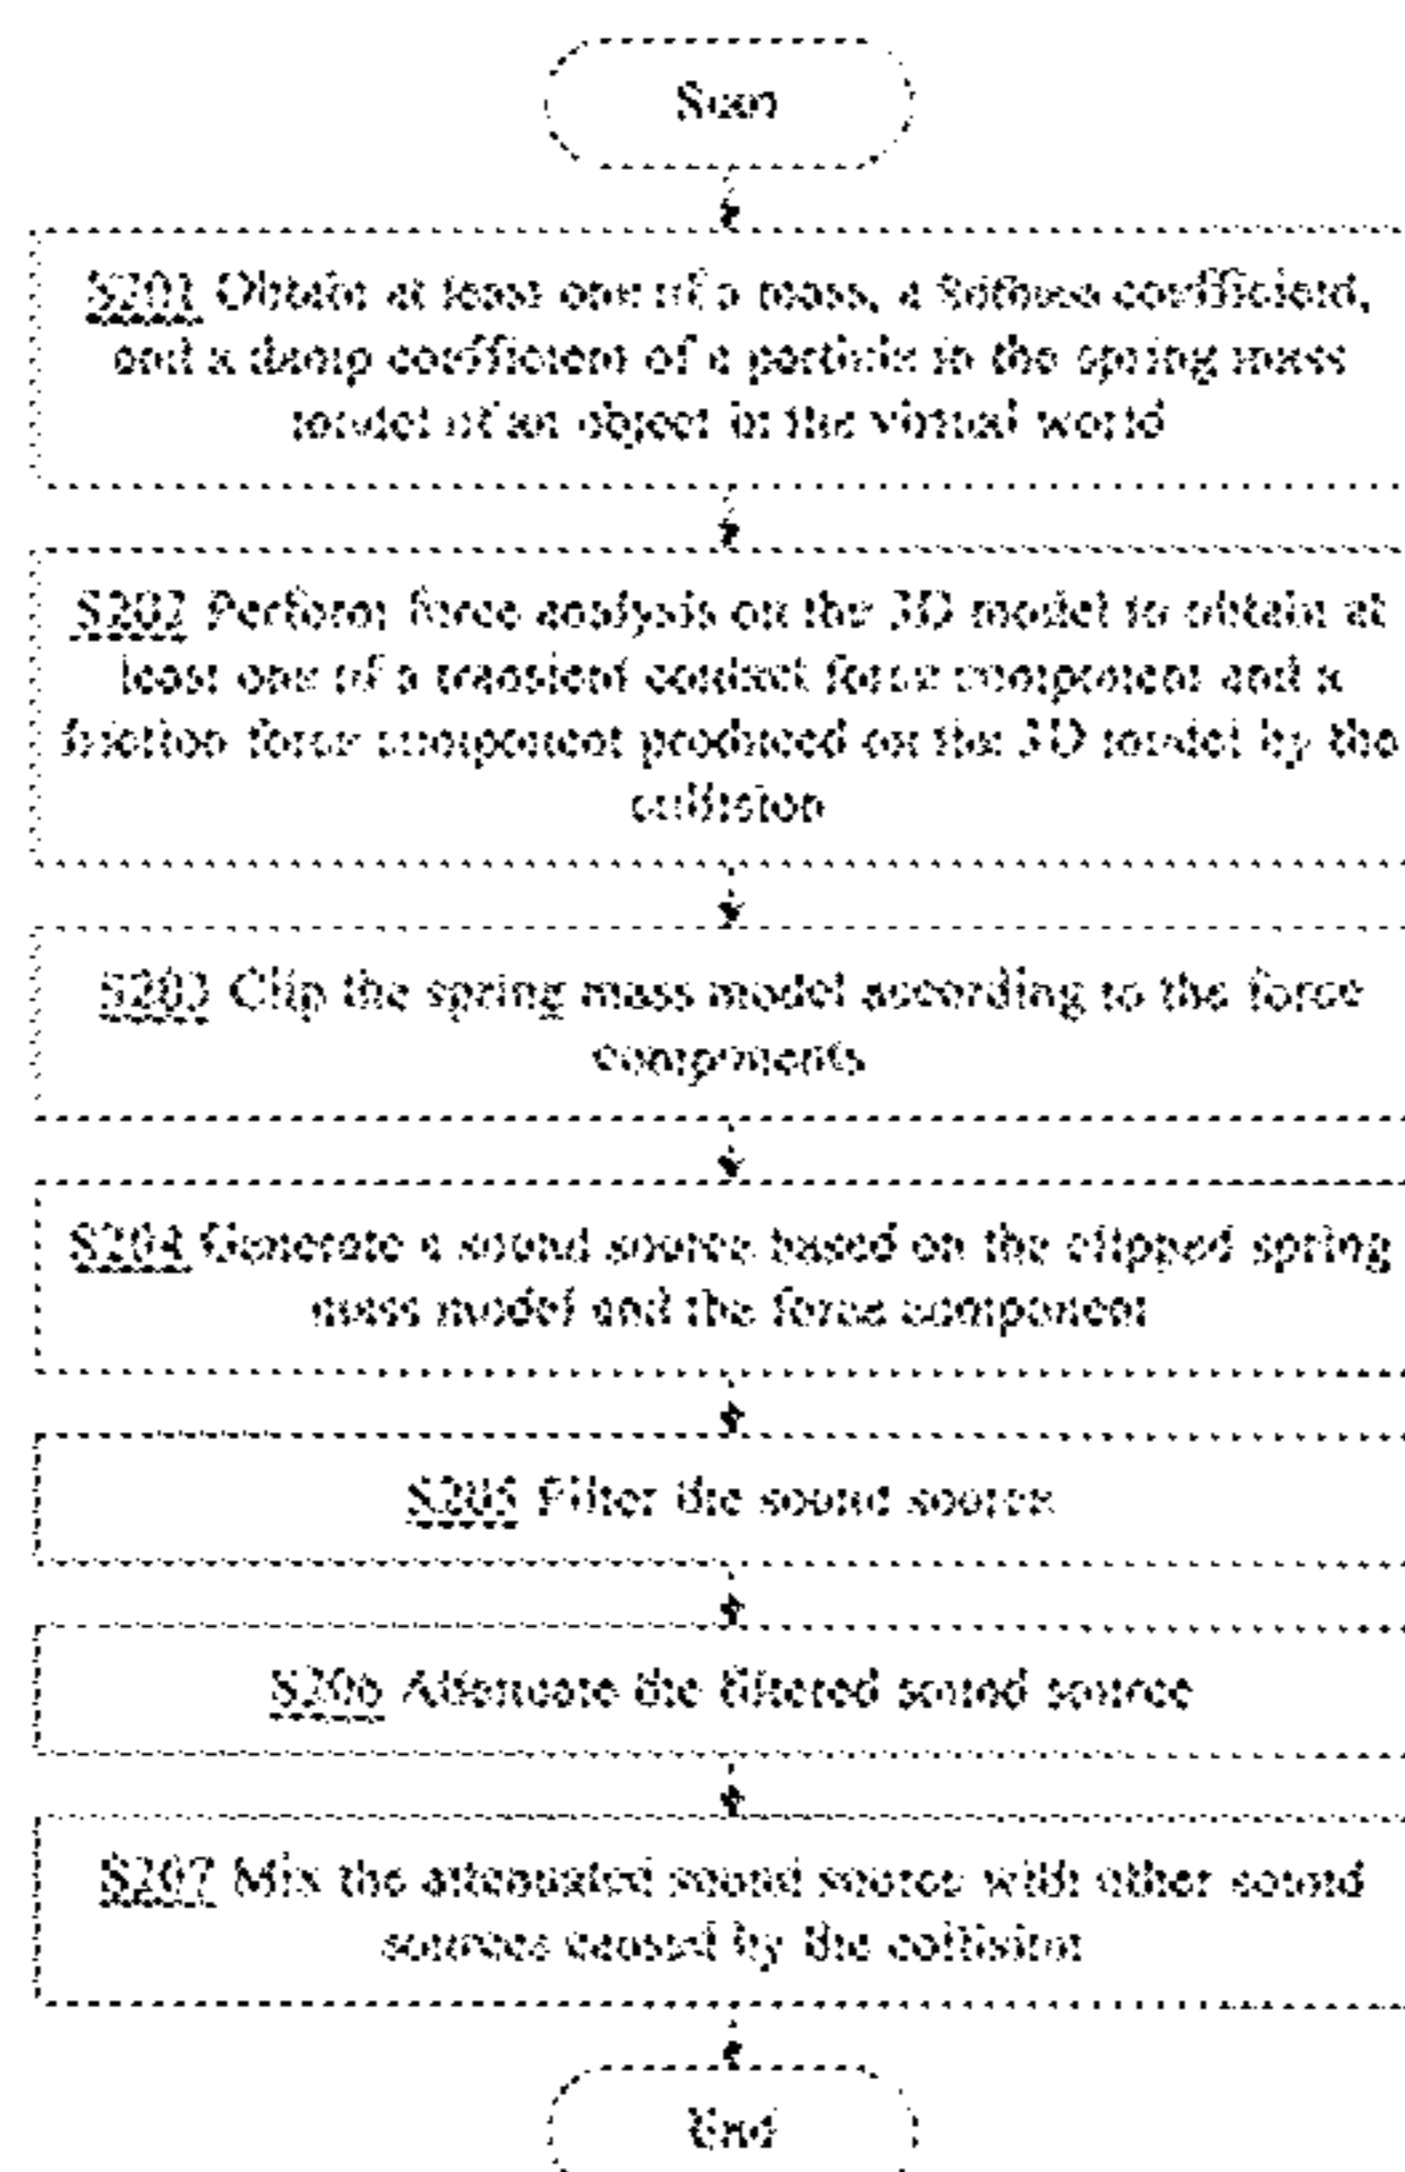 Start
S201 Obtain at least one of a mass, a coefficient,
and a damp coefficient of a particle in the spring mass
model of an object in the virtual world
S202 Perform force analysis on the 3D model to obtain at
least one of a transient contact force component and a
friction force component produced on the 3D model by the
collision
S203 Clip the spring mass model according to the force
components
S204 Generate a sound source based on the clipped spring
mass model and the force component
S205 Filter the sound source
S206 Attenuate the filtered sound source
S207 Mix the attenuated sound source with other sound
sources caused by the collision
End